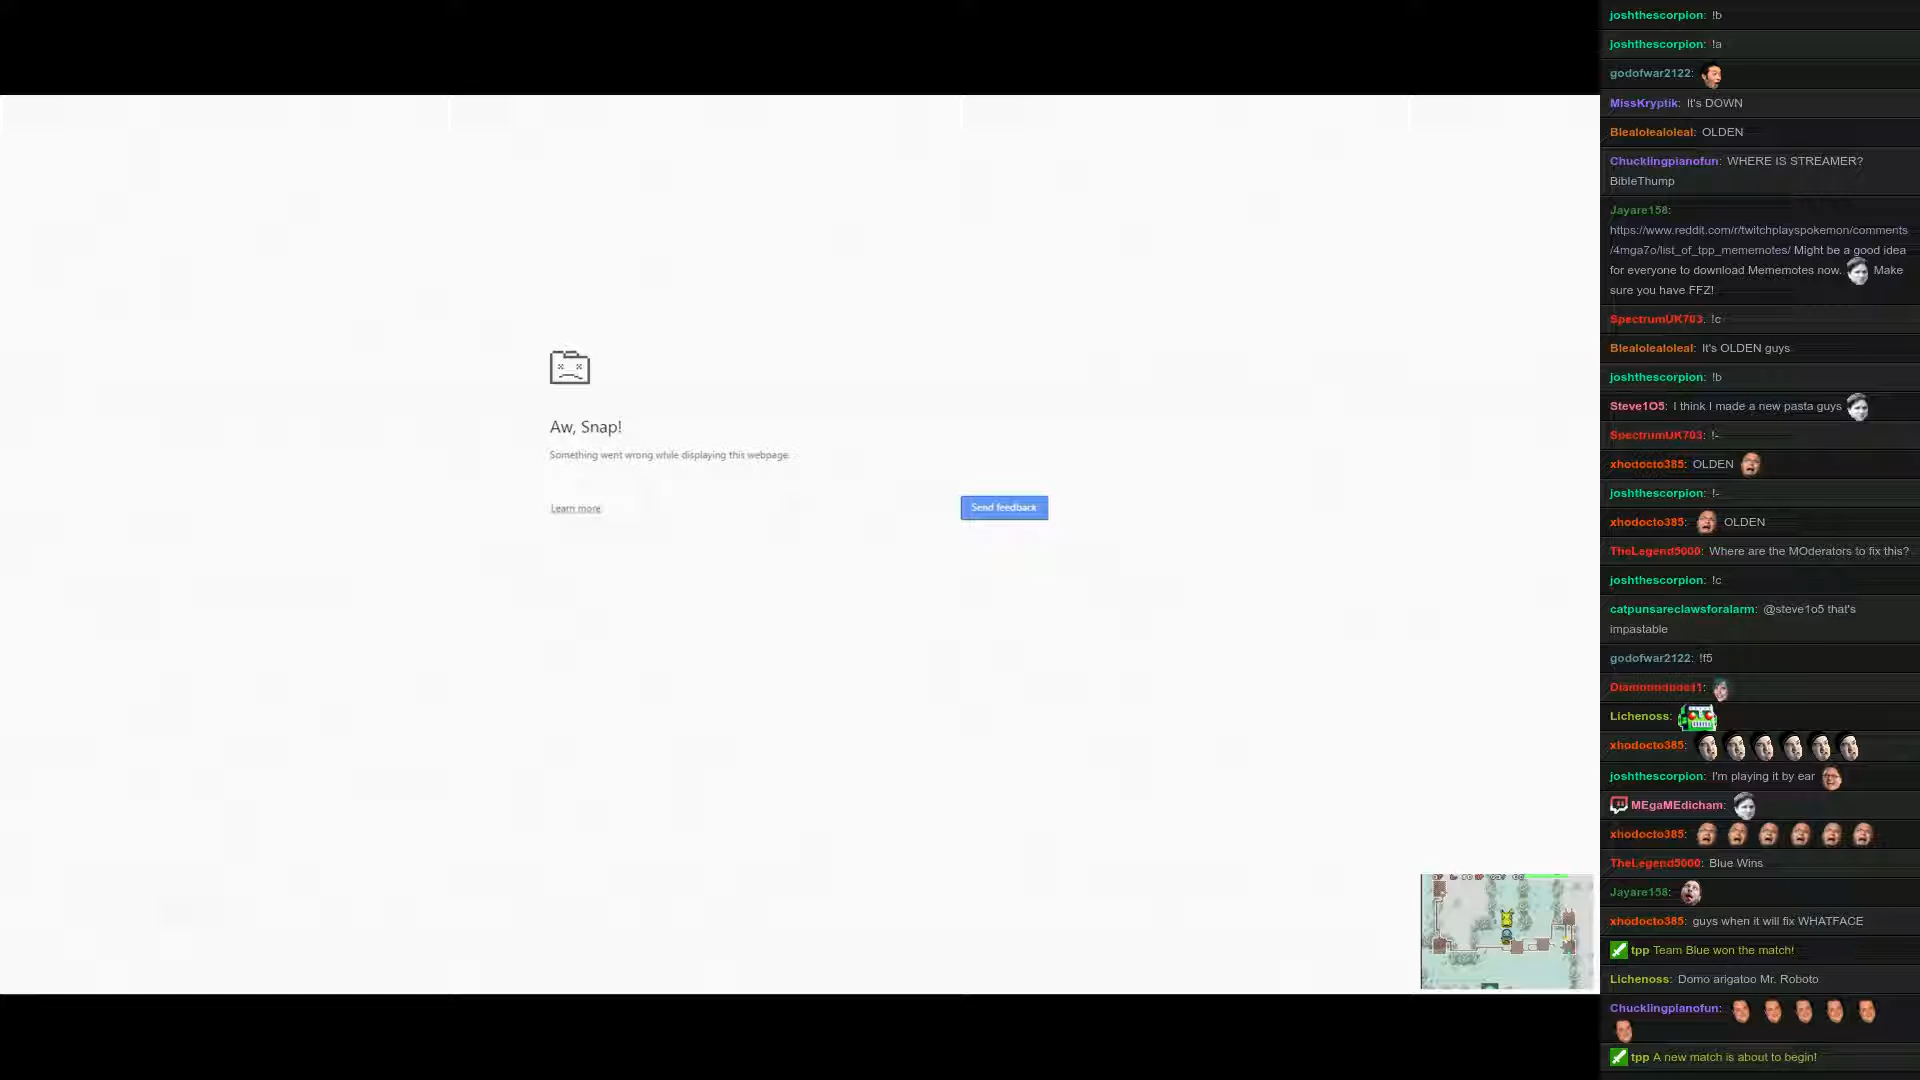 Aw, Snap!
Something went wrong while displaying this webpage.
Learn more
Send feedback
joshthescorpion: !b
joshthescorpion: !a
godofwar2122:
MissKryptik: It's DOWN
Blealolealoleal: OLDEN
Chucklingpianofun: WHERE IS STREAMER?
BibleThump
Jayare158:
https://www.reddit.com/r/twitchplayspokemon/comments
/4mga7o/list_of_tpp_mememotes/ Might be a good idea
for everyone to download Mememotes now. Make
sure you have FFZ!
SpectrumUK703: !c
Blealolealoleal: It's OLDEN guys
joshthescorpion: !b
Steve1O5: I think I made a new pasta guys
SpectrumUK703: !-
xhodocto385: OLDEN
joshthescorpion: !-
xhodocto385: OLDEN
TheLegend5000: Where are the MOderators to fix this?
joshthescorpion: !c
catpunsareclawsforalarm: @steve1o5 that's
impastable
godofwar2122: !f5
Lichenoss:
xhodocto385:
joshthescorpion: I'm playing it by ear
MEgaMEdicham:
xhodocto385:
TheLegend5000: Blue Wins
Jayare158:
xhodocto385: guys when it will fix WHATFACE
tpp Team Blue won the match!
Lichenoss: Domo arigatoo Mr. Roboto
Chucklingpianofun:
tpp A new match is about to begin!